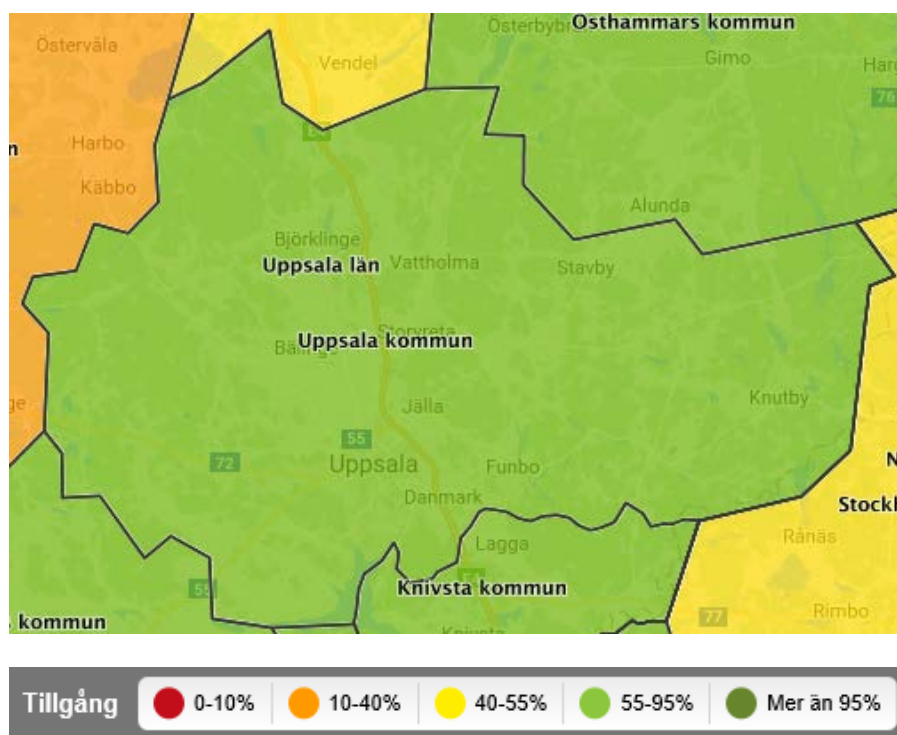 Östhammars kommun
Östervåla
Vendel
Gimo
76
Harbo
Käbbo
Alunda
Björklinge
Uppsala län
Vattholma
Stavby
Storvreta
Uppsala kommun
Knutby
Jälla
55
72
Uppsala
Funbo
Danmark
Stockh
Lagga
Rånäs
55
Knivsta kommun
77
Rimbo
kommun
Knivsta
Tillgång
0-10%
10-40%
40-55%
55-95%
Mer än 95%